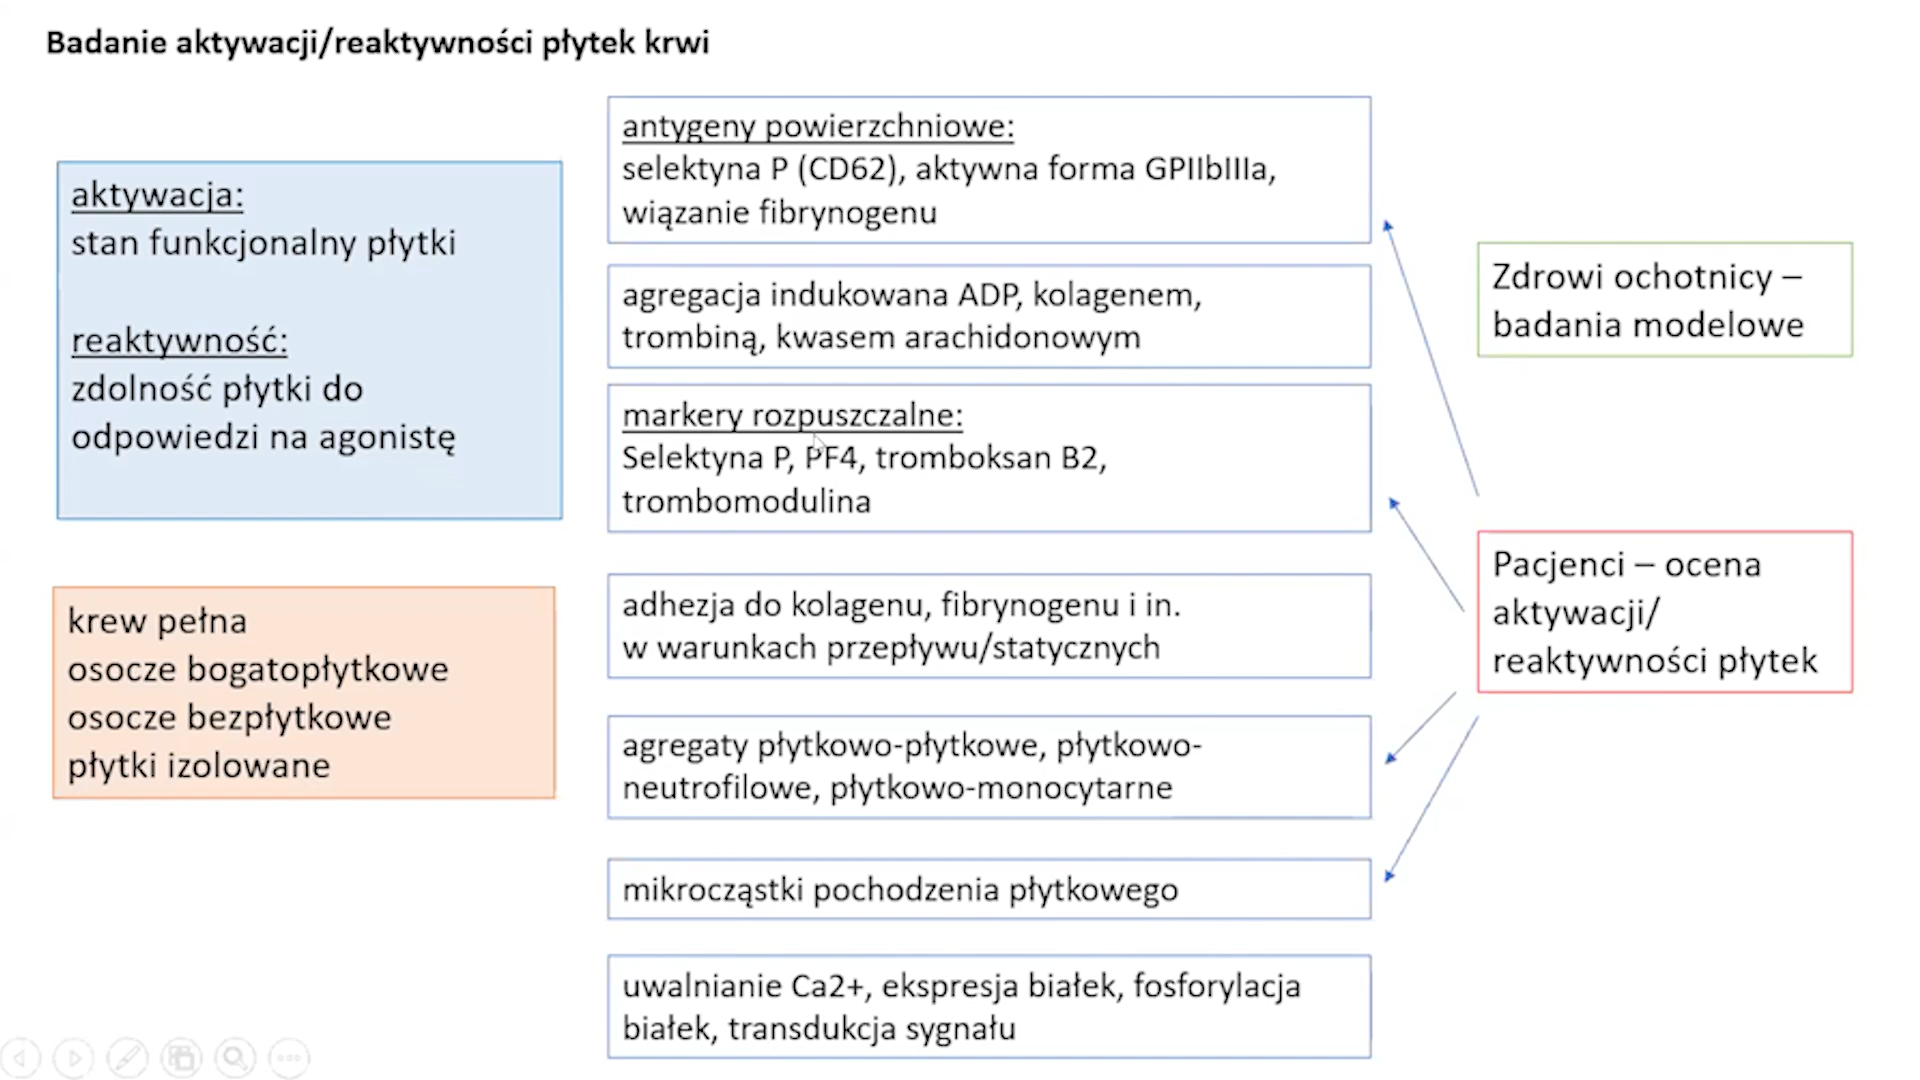 Badanie aktywacji/reaktywności płytek krwi
aktywacja:
stan funkcjonalny płytki
reaktywność:
zdolność płytki do
odpowiedzi na agonistę
krew pełna
osocze bogatopłytkowe
osocze bezpłytkowe
płytki izolowane
antygeny powierzchniowe:
selektyna P (CD62), aktywna forma GPIIbIIIa,
wiązanie fibrynogenu
agregacja indukowana ADP, kolagenem,
trombiną, kwasem arachidonowym
markery rozpuszczalne:
Selektyna P, PF4, tromboksan B2,
trombomodulina
adhezja do kolagenu, fibrynogenu i in.
w warunkach przepływu/statycznych
agregaty płytkowo-płytkowe, płytkowo-
neutrofilowe, płytkowo-monocytarne
mikrocząstki pochodzenia płytkowego
uwalnianie Ca2+, ekspresja białek, fosforylacja
białek, transdukcja sygnału
Zdrowi ochotnicy –
badania modelowe
Pacjenci – ocena
aktywacji/
reaktywności płytek